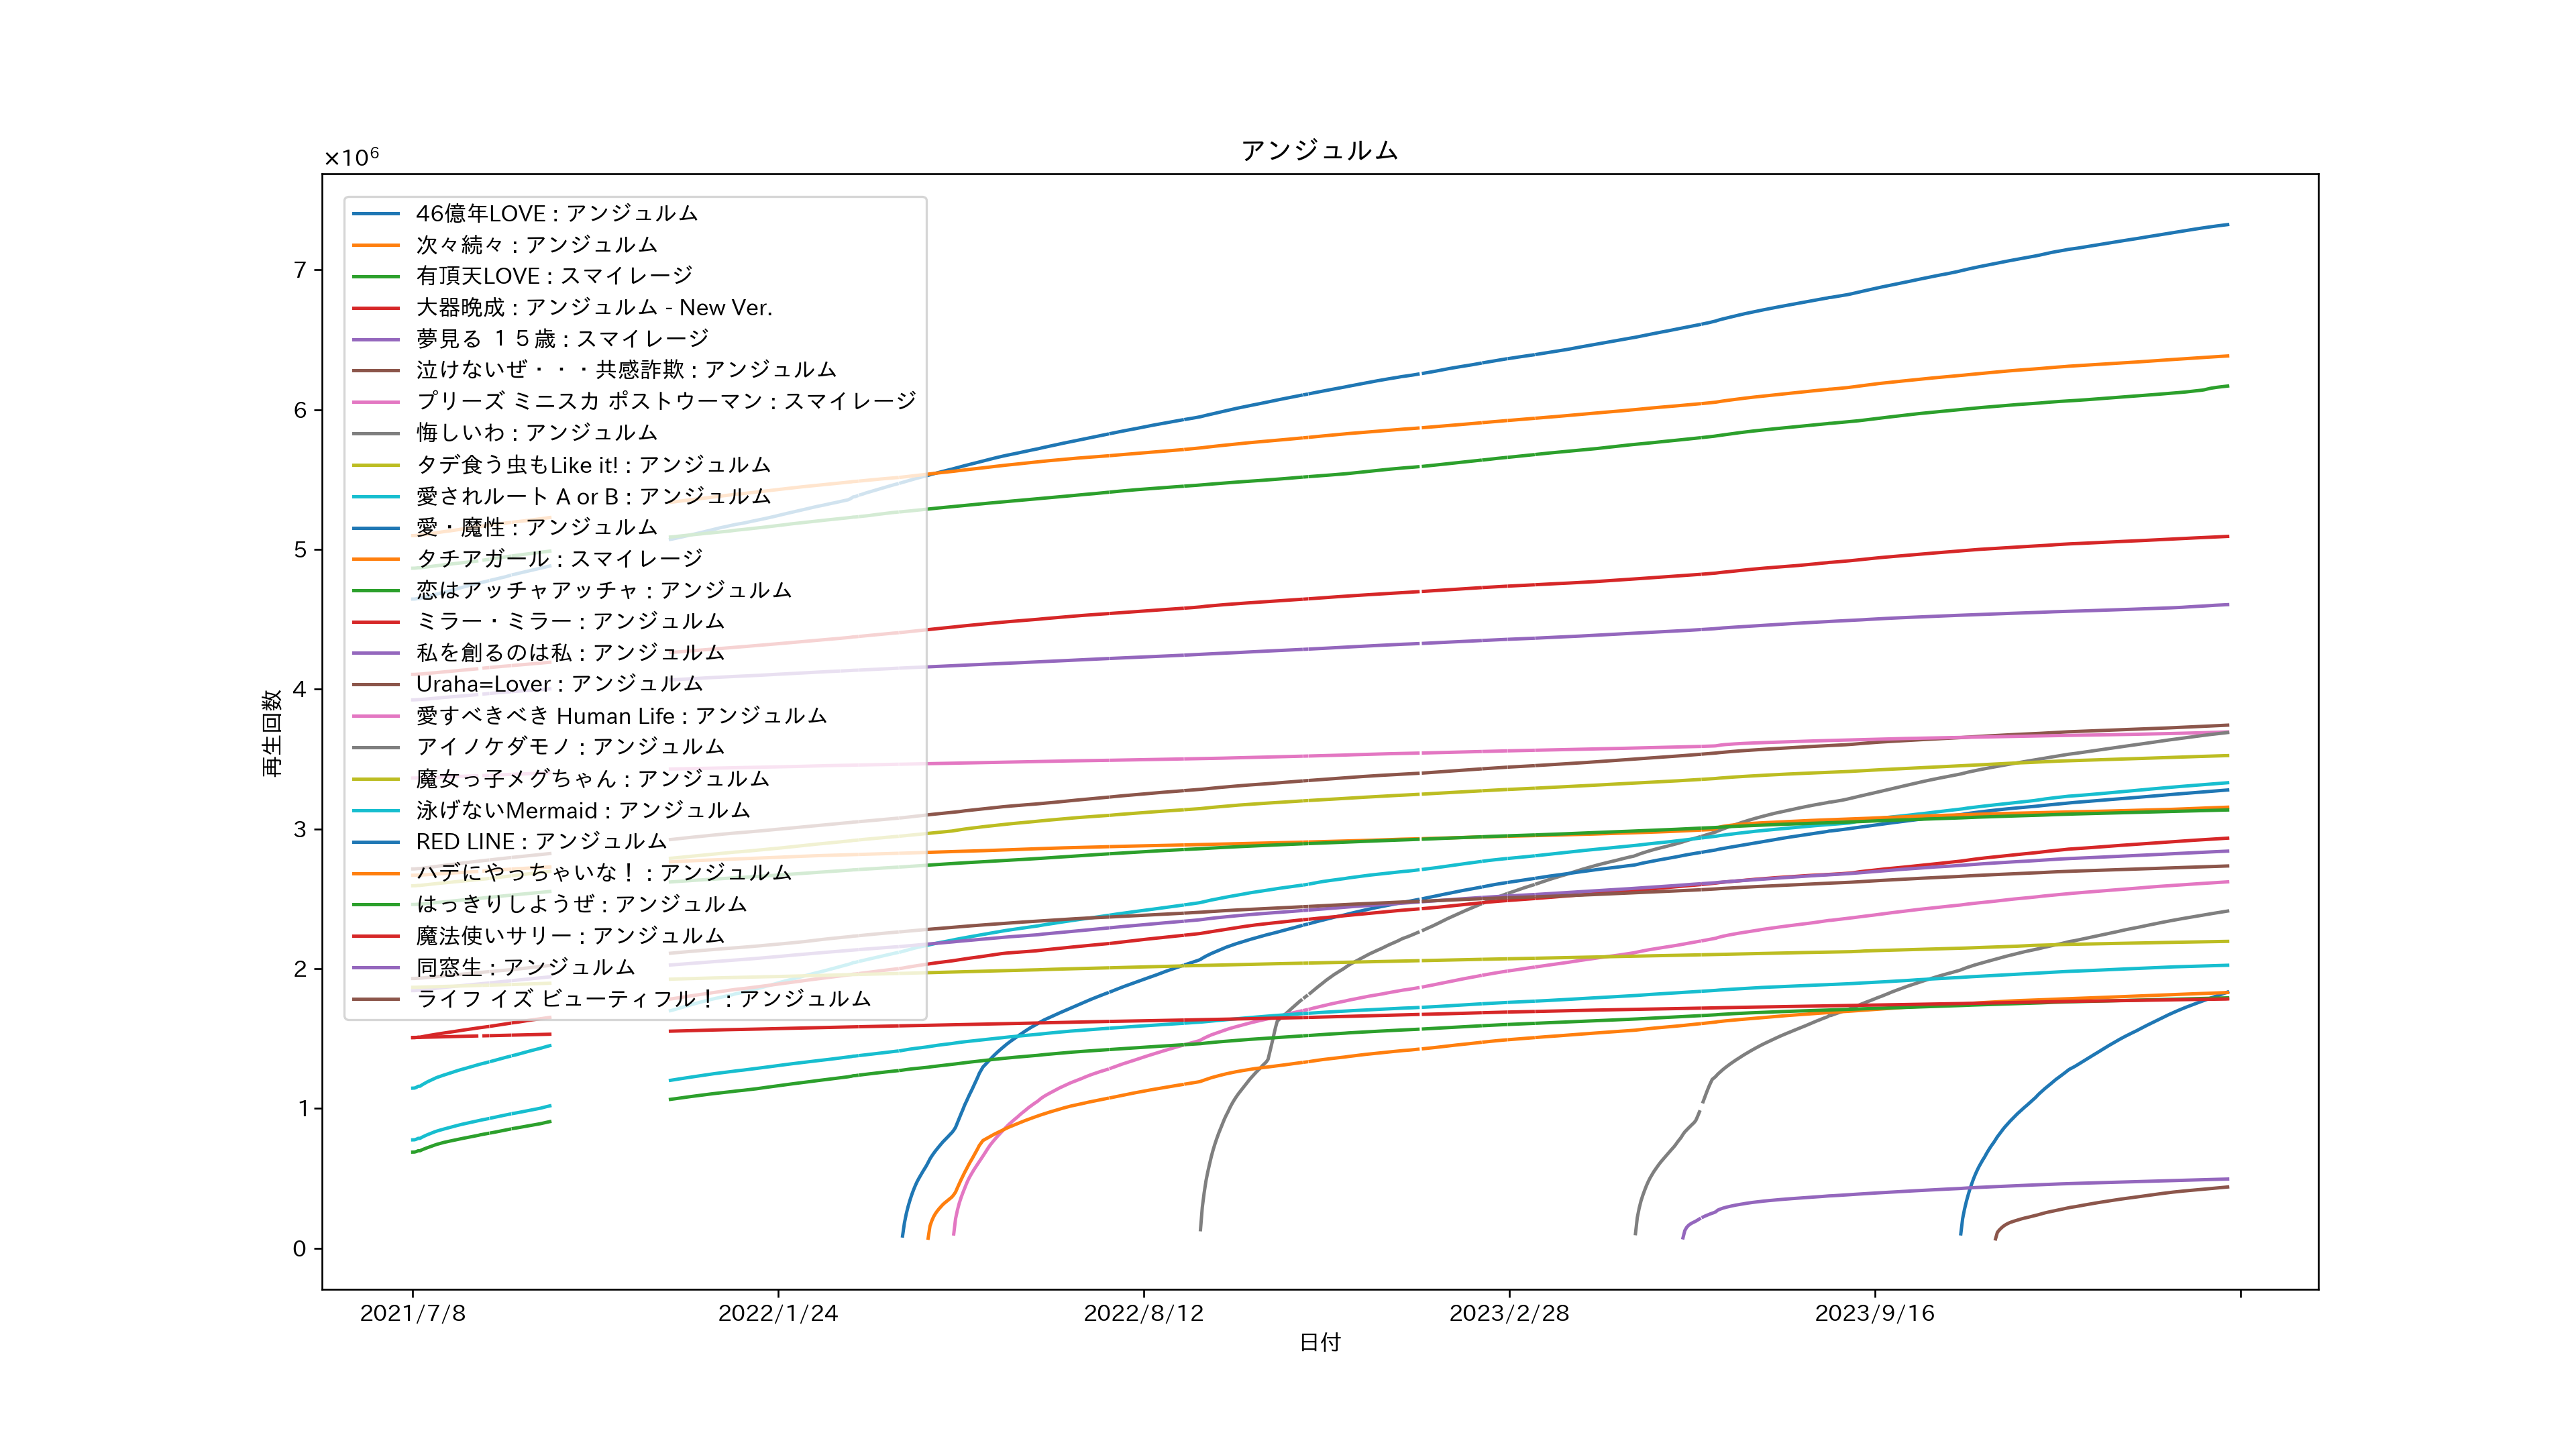 アンジュルム
×10⁶
46億年LOVE : アンジュルム
次々続々 : アンジュルム
有頂天LOVE : スマイレージ
大器晩成 : アンジュルム - New Ver.
夢見る １５歳 : スマイレージ
泣けないぜ・・・共感詐欺 : アンジュルム
プリーズ ミニスカ ポストウーマン : スマイレージ
悔しいわ : アンジュルム
タデ食う虫もLike it! : アンジュルム
愛されルート A or B : アンジュルム
愛・魔性 : アンジュルム
タチアガール : スマイレージ
恋はアッチャアッチャ : アンジュルム
ミラー・ミラー : アンジュルム
私を創るのは私 : アンジュルム
Uraha=Lover : アンジュルム
愛すべきべき Human Life : アンジュルム
アイノケダモノ : アンジュルム
魔女っ子メグちゃん : アンジュルム
泳げないMermaid : アンジュルム
RED LINE : アンジュルム
ハデにやっちゃいな！ : アンジュルム
はっきりしようぜ : アンジュルム
魔法使いサリー : アンジュルム
同窓生 : アンジュルム
ライフ イズ ビューティフル！ : アンジュルム
7
6
5
4
3
2
1
0
再生回数
2021/7/8
2022/1/24
2022/8/12
2023/2/28
2023/9/16
日付